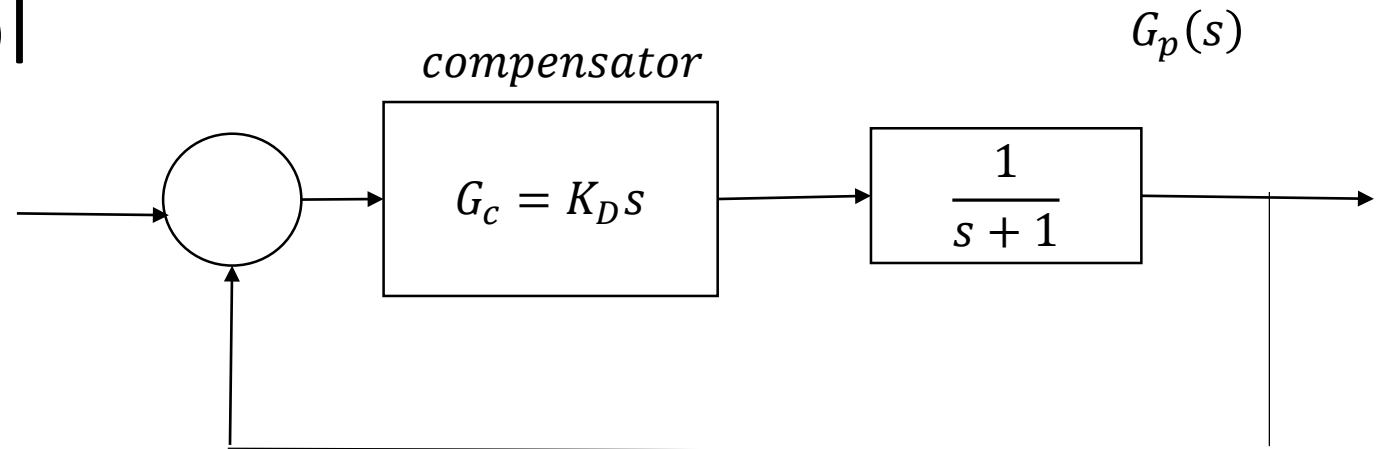 G_p(s)
compensator
G_c = K_D s
1
s + 1